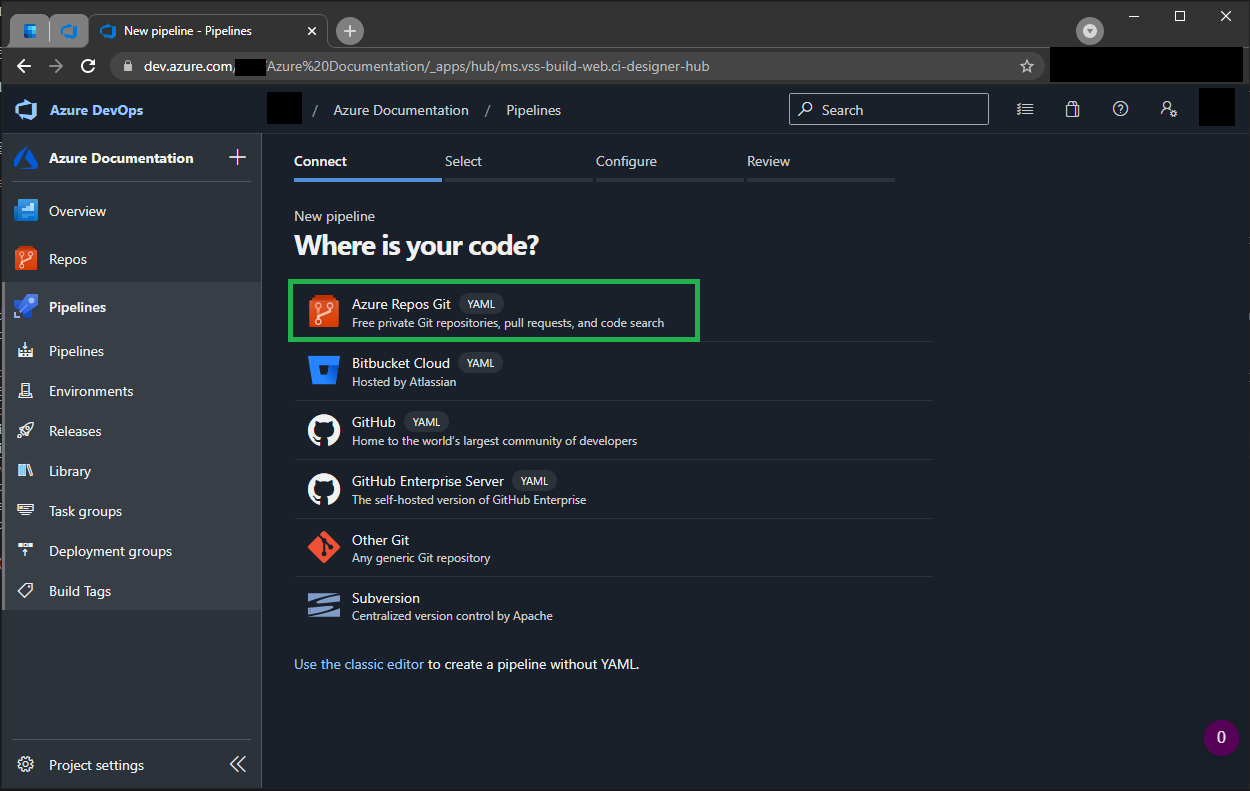 New pipeline - Pipelines
dev.azure.com/ /Azure%20Documentation/_apps/hub/ms.vss-build-web.ci-designer-hub
Azure DevOps
/ Azure Documentation / Pipelines
Search
Azure Documentation
Overview
Repos
Pipelines
Pipelines
Environments
Releases
Library
Task groups
Deployment groups
Build Tags
Project settings
Connect Select Configure Review
New pipeline
Where is your code?
Azure Repos Git YAML
Free private Git repositories, pull requests, and code search
Bitbucket Cloud YAML
Hosted by Atlassian
GitHub YAML
Home to the world's largest community of developers
GitHub Enterprise Server YAML
The self-hosted version of GitHub Enterprise
Other Git
Any generic Git repository
Subversion
Centralized version control by Apache
Use the classic editor to create a pipeline without YAML.
0